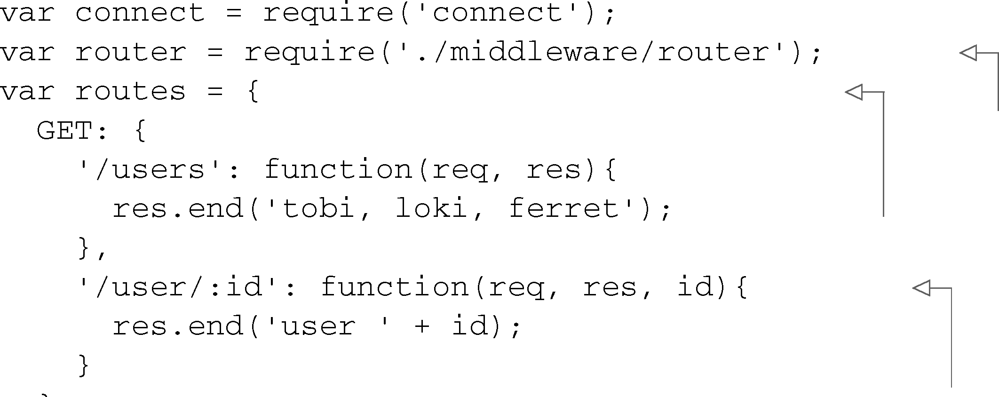 var connect = require('connect');
var router = require('./middleware/router');
var routes = {
  GET: {
    '/users': function(req, res){
      res.end('tobi, loki, ferret');
    },
    '/user/:id': function(req, res, id){
      res.end('user ' + id);
    }
  }